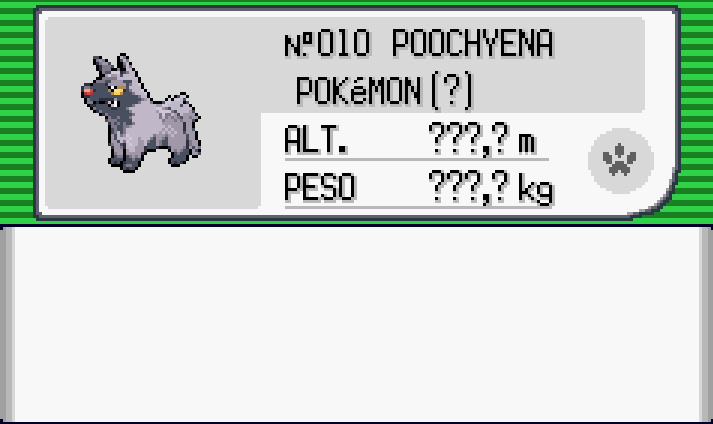 Nº010 POOCHYENA
POKéMON (?)
ALT. ???,? m
PESO ???,? kg